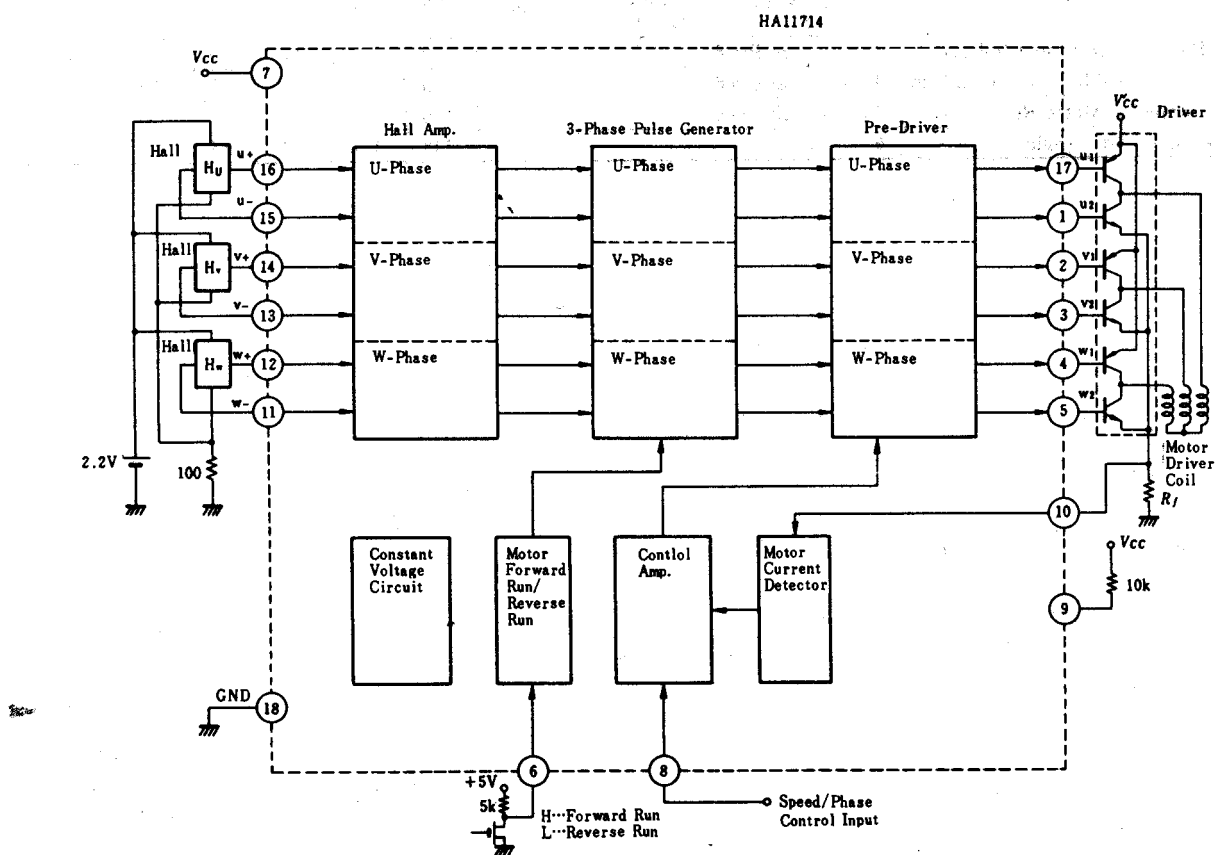 HA11714
Vcc
7
Vcc
Driver
Hall Amp.
3-Phase Pulse Generator
Pre-Driver
Hall
HU
u+
16
U-Phase
U-Phase
U-Phase
17
u1
u-
15
1
u2
Hall
Hv
v+
14
V-Phase
V-Phase
V-Phase
2
v1
v-
13
3
v2
Hall
Hw
w+
12
W-Phase
W-Phase
W-Phase
4
w1
w-
11
5
w2
2.2V
100
Motor
Driver
Coil
Rf
10
Constant
Voltage
Circuit
Motor
Forward
Run/
Reverse
Run
Contlol
Amp.
Motor
Current
Detector
Vcc
10k
9
GND
18
6
8
+5V
5k
H…Forward Run
L…Reverse Run
Speed/Phase
Control Input